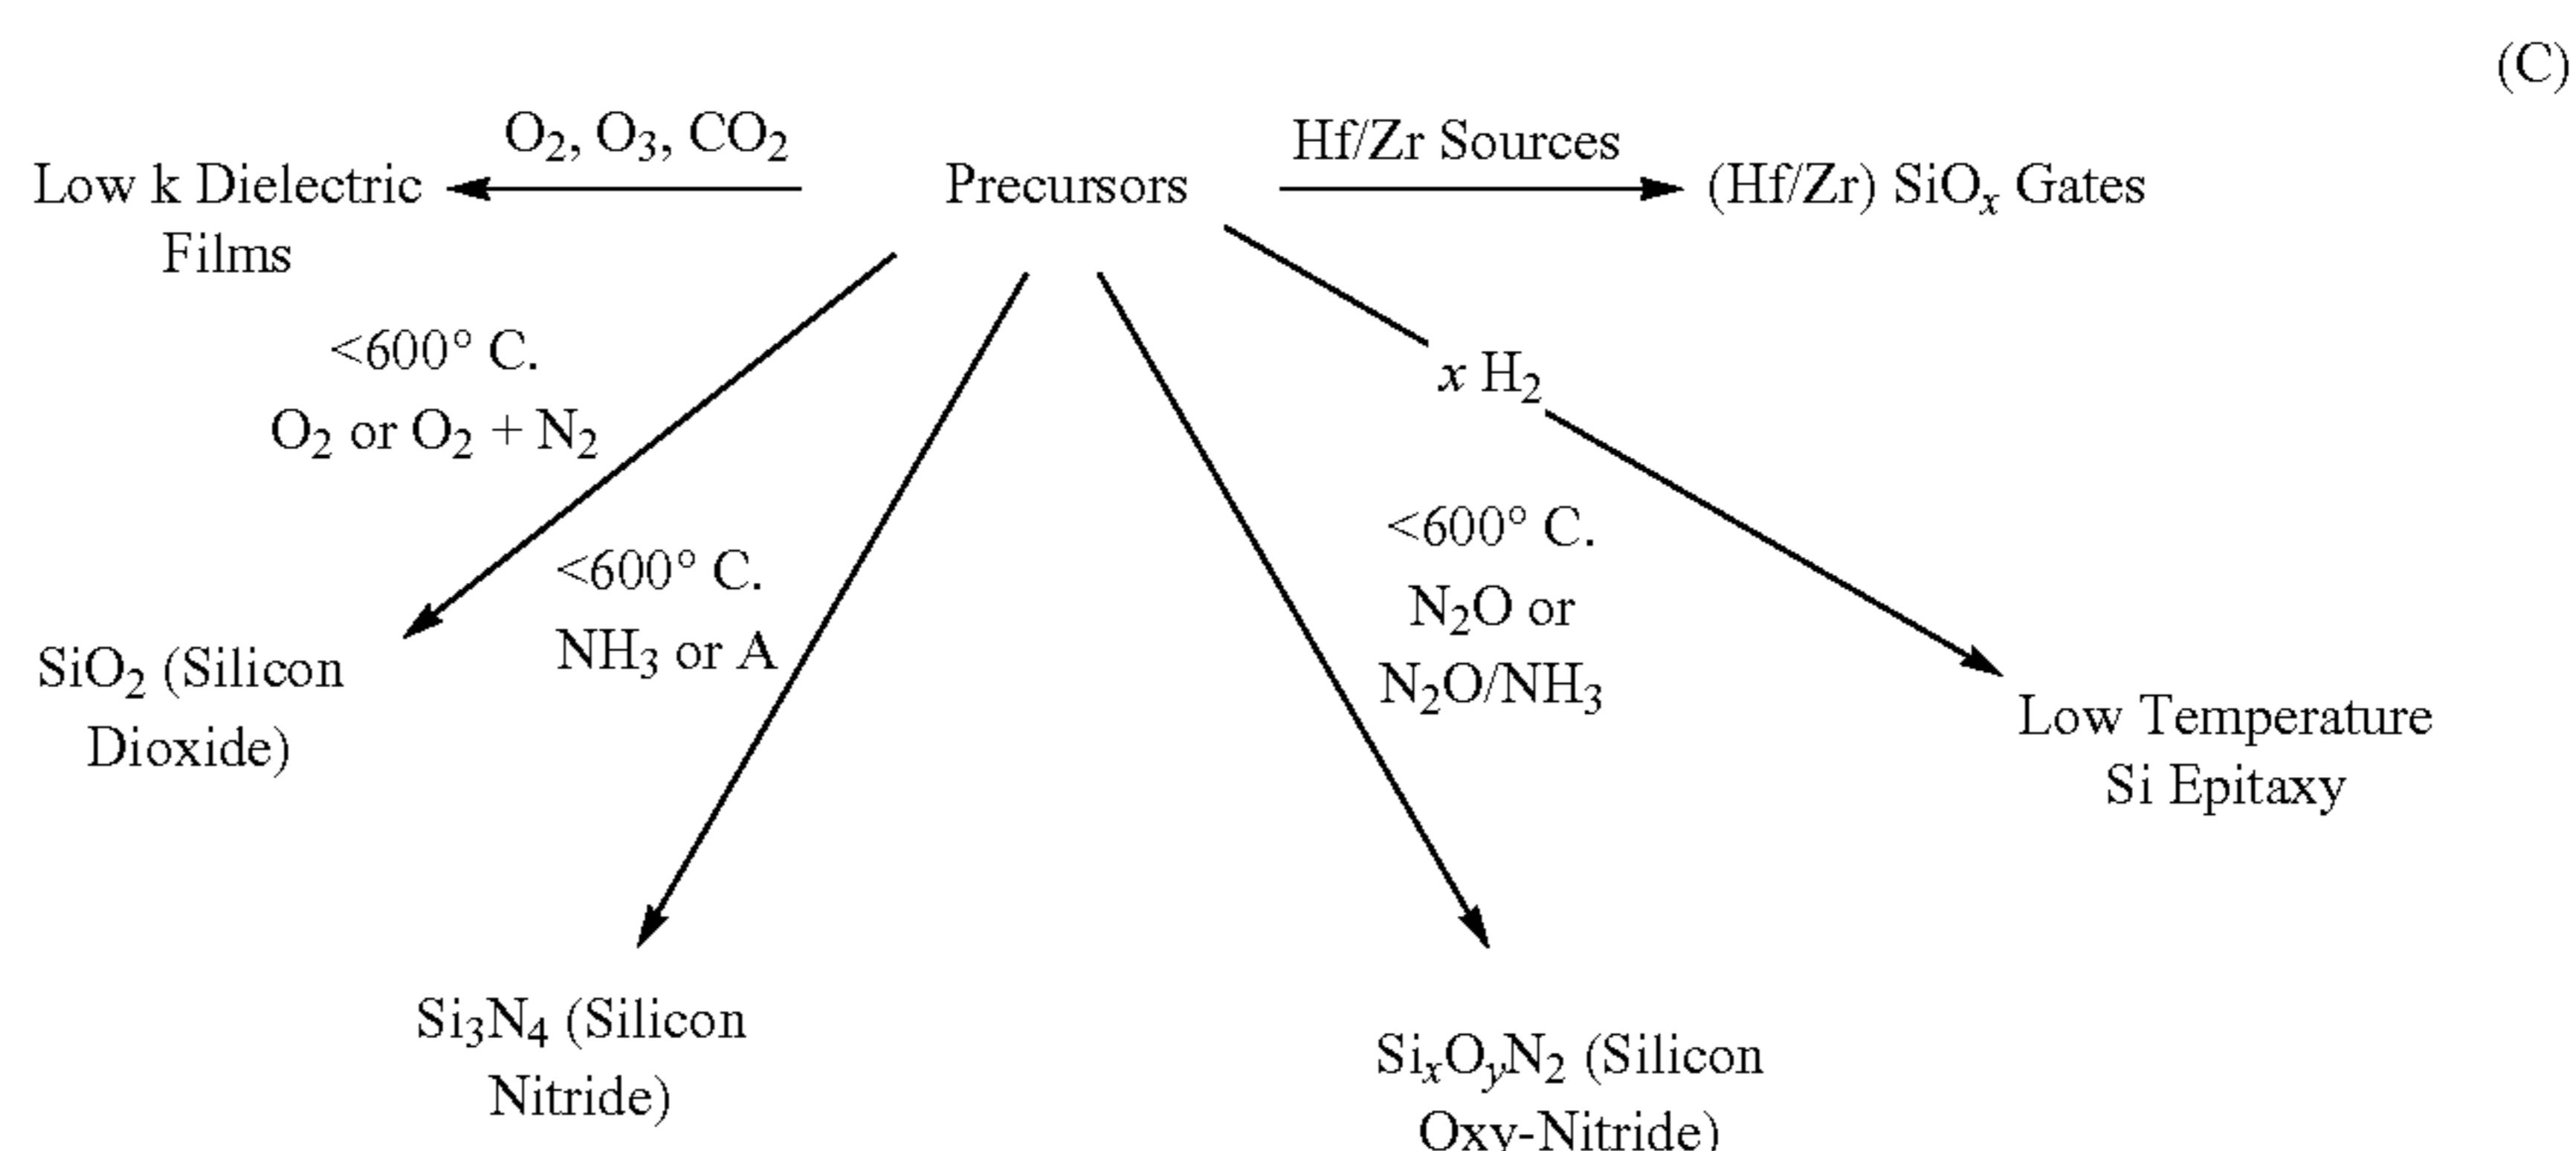 (C)
O₂, O₃, CO₂
Hf/Zr Sources
Low k Dielectric
Films
Precursors
(Hf/Zr) SiOₓ Gates
<600° C.
O₂ or O₂ + N₂
x H₂
<600° C.
NH₃ or A
<600° C.
N₂O or
N₂O/NH₃
SiO₂ (Silicon
Dioxide)
Low Temperature
Si Epitaxy
Si₃N₄ (Silicon
Nitride)
SiₓOᵧN₂ (Silicon
Oxy-Nitride)